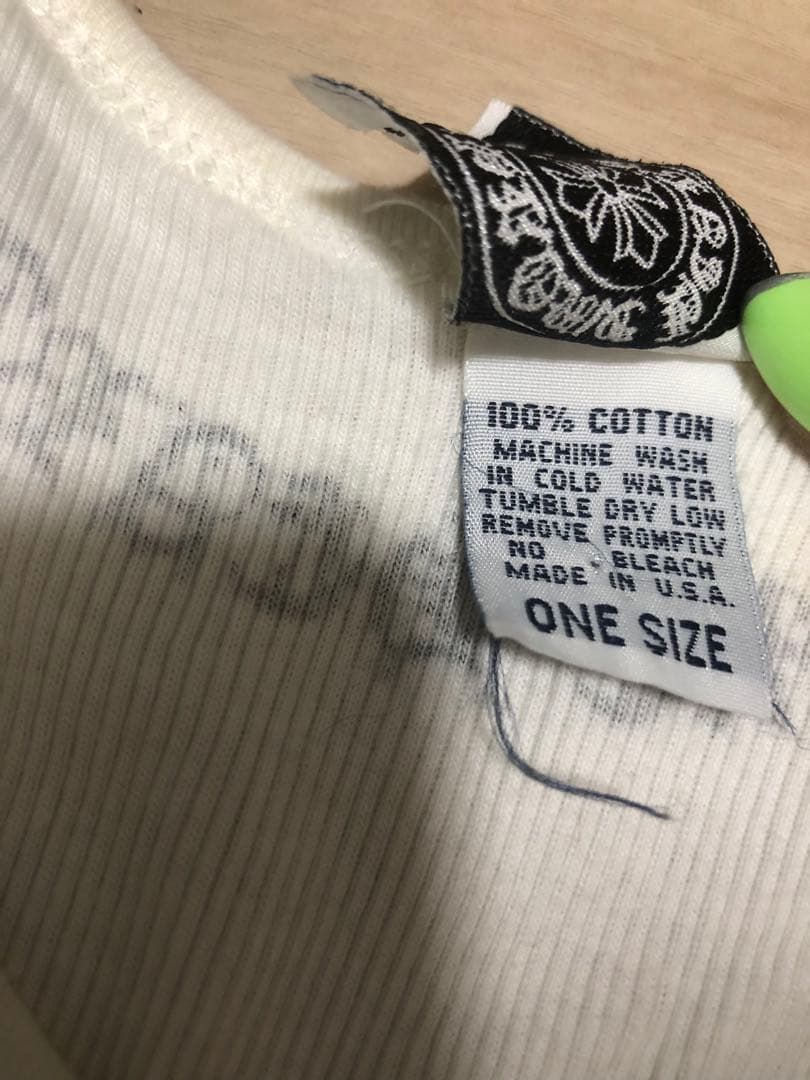 100% COTTON
MACHINE WASH
IN COLD WATER
TUMBLE DRY LOW
REMOVE PROMPTLY
NO BLEACH
MADE IN U.S.A.
ONE SIZE